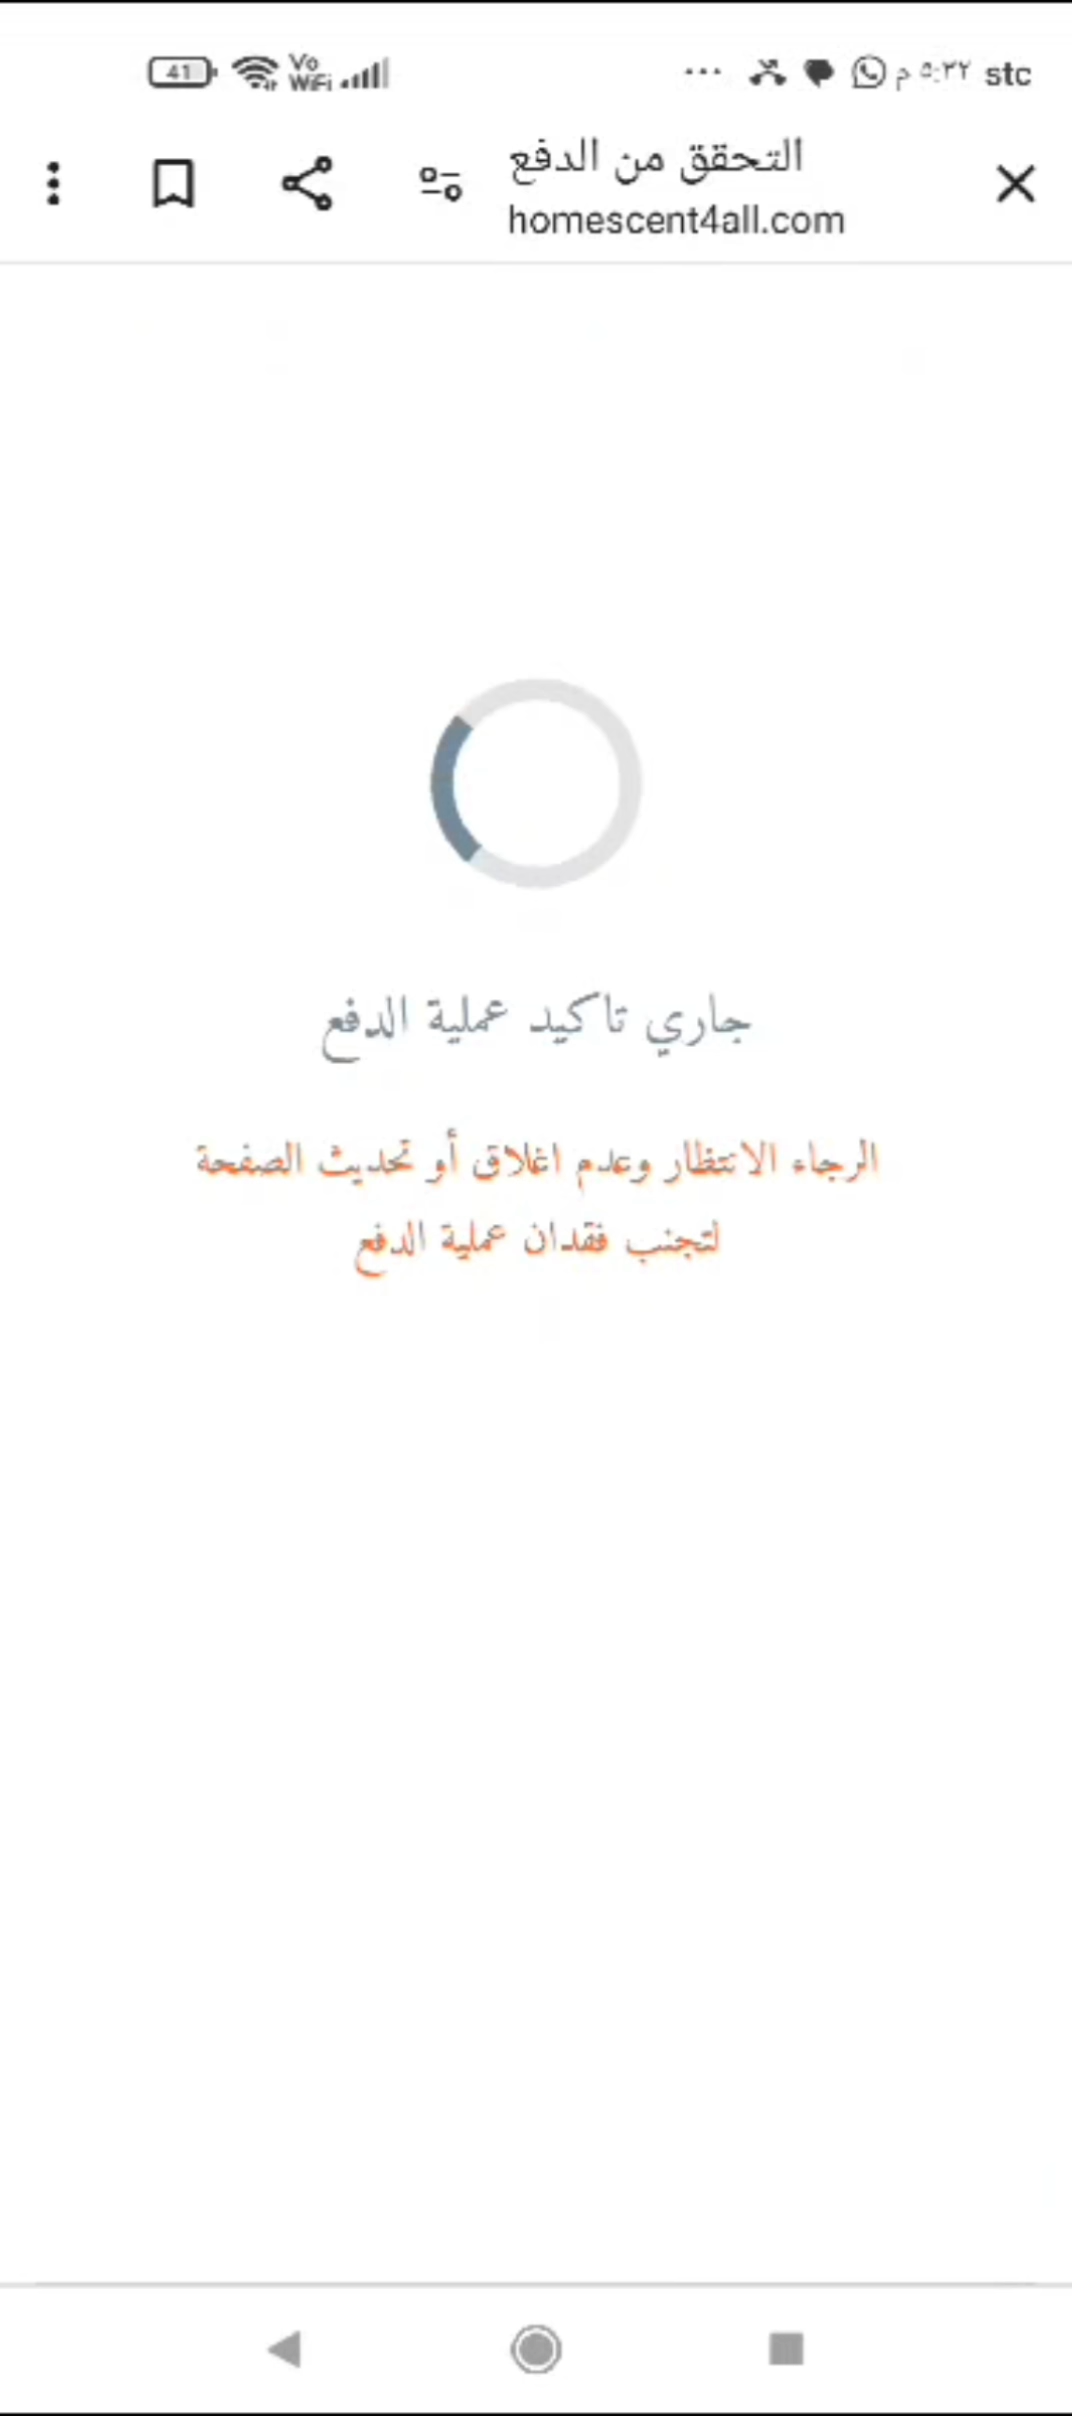 stc ٥:٣٢ م
41
Vo
WiFi
التحقق من الدفع
homescent4all.com
جاري تاكيد عملية الدفع
الرجاء الانتظار وعدم اغلاق أو تحديث الصفحة
لتجنب فقدان عملية الدفع